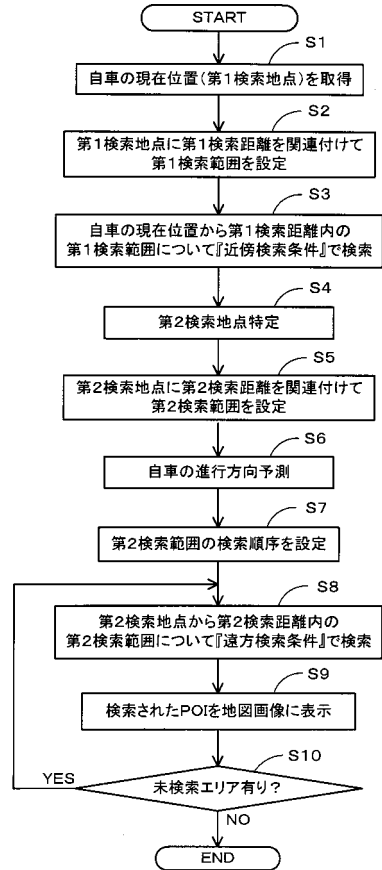 START
S1
自車の現在位置(第1検索地点)を取得
S2
第1検索地点に第1検索距離を関連付けて
第1検索範囲を設定
S3
自車の現在位置から第1検索距離内の
第1検索範囲について『近傍検索条件』で検索
S4
第2検索地点特定
S5
第2検索地点に第2検索距離を関連付けて
第2検索範囲を設定
S6
自車の進行方向予測
S7
第2検索範囲の検索順序を設定
S8
第2検索地点から第2検索距離内の
第2検索範囲について『遠方検索条件』で検索
S9
検索されたPOIを地図画像に表示
S10
YES
未検索エリア有り?
NO
END